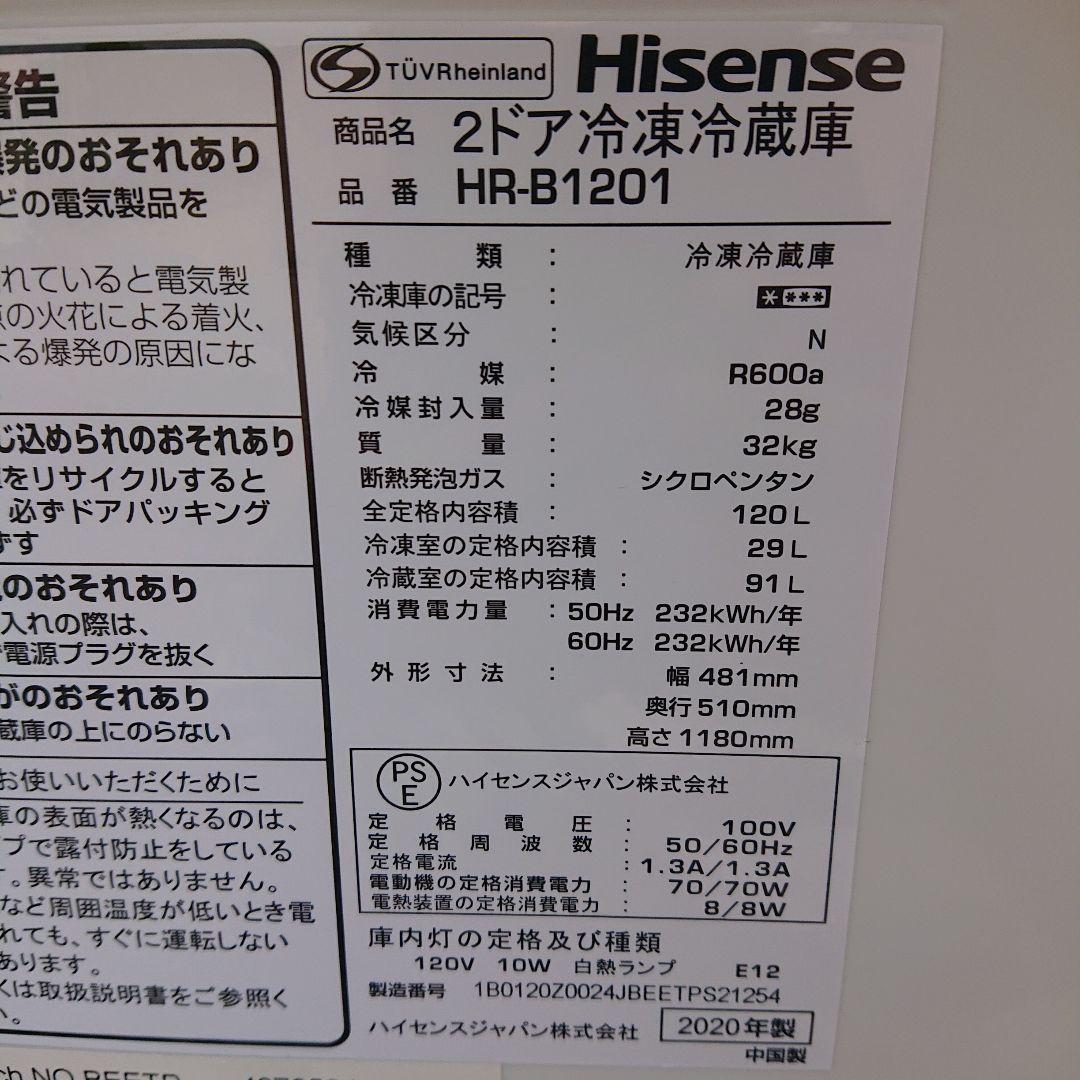 警告
爆発のおそれあり
どの電気製品を
れていると電気製
点の火花による着火、
よる爆発の原因にな
じ込められのおそれあり
をリサイクルすると
必ずドアパッキング
ずす
のおそれあり
入れの際は、
電源プラグを抜く
がのおそれあり
蔵庫の上にのらない
お使いいただくために
庫の表面が熱くなるのは、
プで露付防止をしている
す。異常ではありません。
など周囲温度が低いとき電
れても、すぐに運転しない
あります。
くは取扱説明書をご参照く
い。
TÜVRheinland Hisense
商品名 2ドア冷凍冷蔵庫
品番 HR-B1201
種類 : 冷凍冷蔵庫
冷凍庫の記号 : * ***
気候区分 : N
冷媒 : R600a
冷媒封入量 : 28g
質量 : 32kg
断熱発泡ガス : シクロペンタン
全定格内容積 : 120L
冷凍室の定格内容積 : 29L
冷蔵室の定格内容積 : 91L
消費電力量 : 50Hz 232kWh/年
60Hz 232kWh/年
外形寸法 : 幅 481mm
奥行 510mm
高さ 1180mm
PSE ハイセンスジャパン株式会社
定格電圧 : 100V
定格周波数 : 50/60Hz
定格電流 : 1.3A/1.3A
電動機の定格消費電力 : 70/70W
電熱装置の定格消費電力 : 8/8W
庫内灯の定格及び種類
120V 10W 白熱ランプ E12
製造番号 1B0120Z0024JBEETPS21254
ハイセンスジャパン株式会社 2020年製
中国製